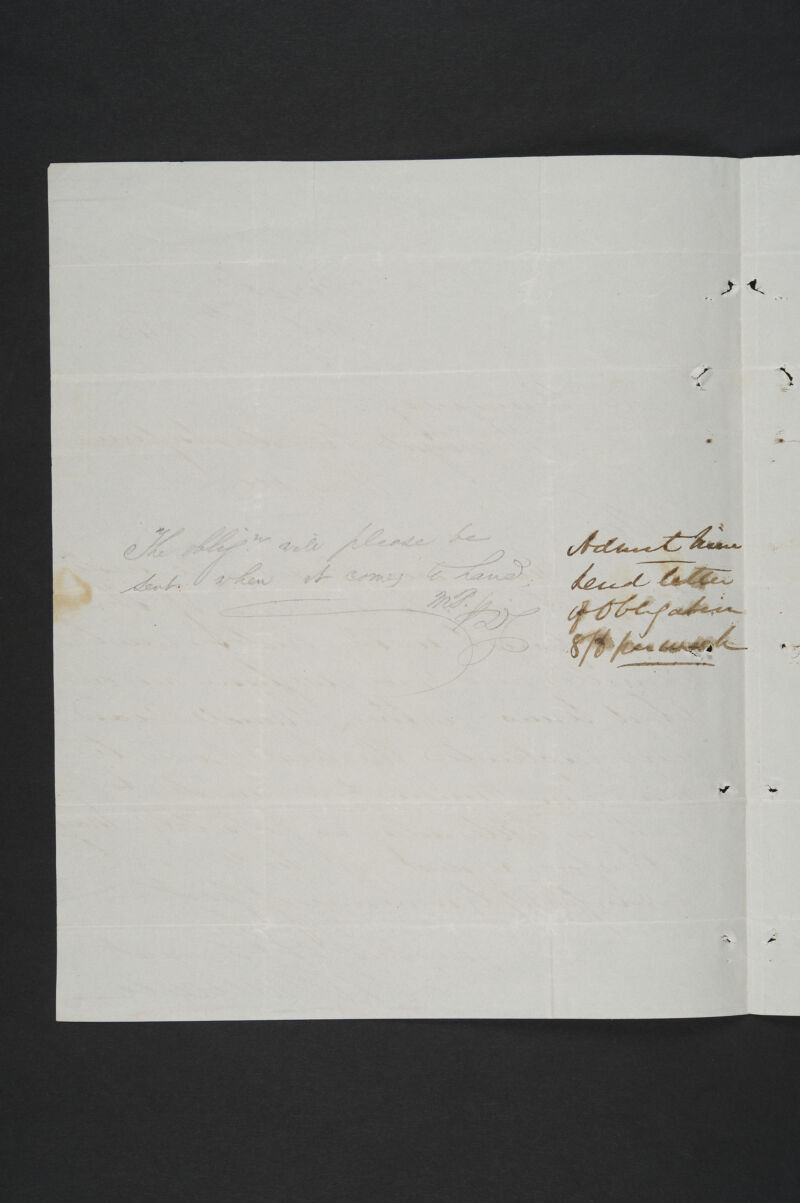 The oblig.n will please be
sent. when it comes to hand.
Admit him
Send letter
of Obligation
8/8 per week